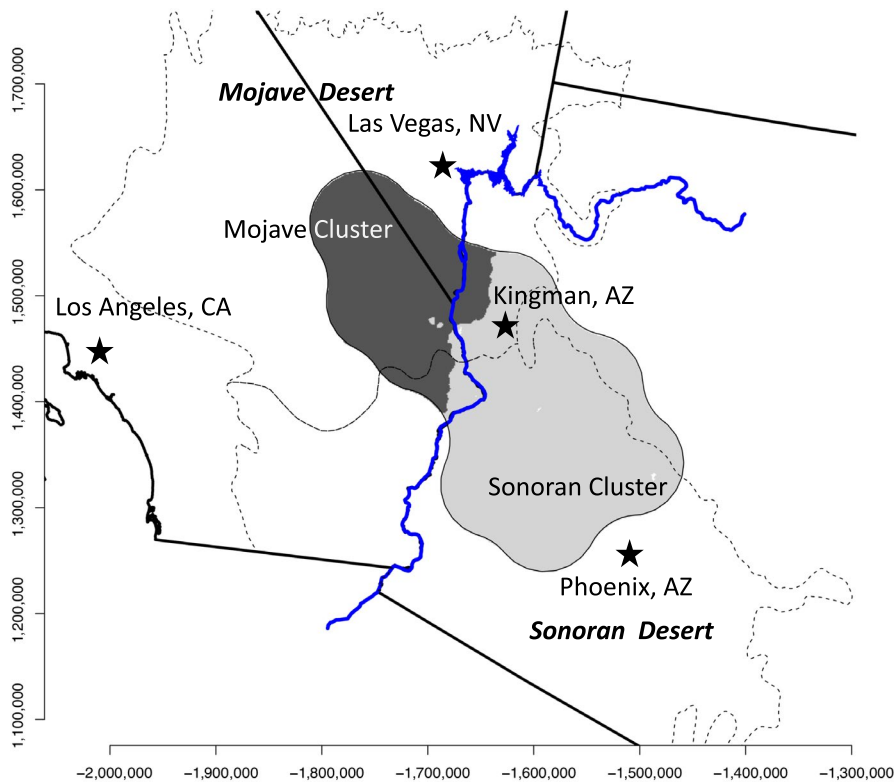 Mojave Desert
Las Vegas, NV
Mojave Cluster
Kingman, AZ
Los Angeles, CA
Sonoran Cluster
Phoenix, AZ
Sonoran Desert
1,700,000
1,600,000
1,500,000
1,400,000
1,300,000
1,200,000
1,100,000
−2,000,000
−1,900,000
−1,800,000
−1,700,000
−1,600,000
−1,500,000
−1,400,000
−1,300,000